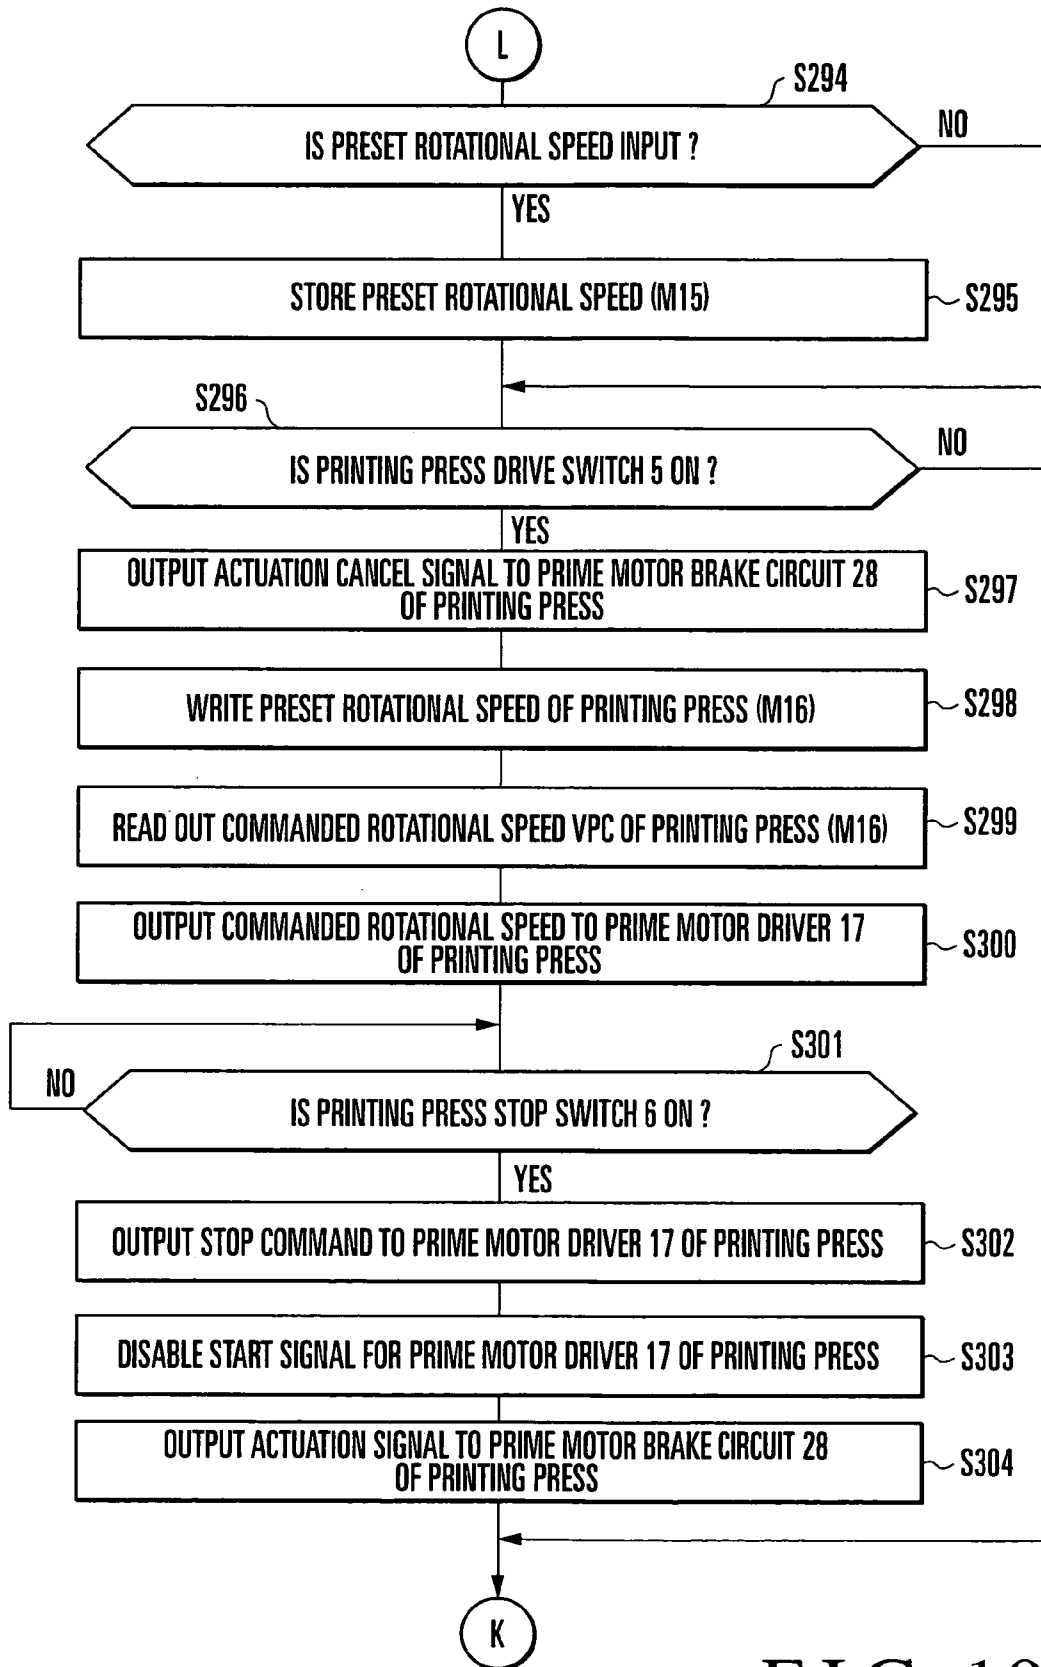 L
S294
IS PRESET ROTATIONAL SPEED INPUT ?
NO
YES
STORE PRESET ROTATIONAL SPEED (M15)
S295
S296
IS PRINTING PRESS DRIVE SWITCH 5 ON ?
NO
YES
OUTPUT ACTUATION CANCEL SIGNAL TO PRIME MOTOR BRAKE CIRCUIT 28
OF PRINTING PRESS
S297
WRITE PRESET ROTATIONAL SPEED OF PRINTING PRESS (M16)
S298
READ OUT COMMANDED ROTATIONAL SPEED VPC OF PRINTING PRESS (M16)
S299
OUTPUT COMMANDED ROTATIONAL SPEED TO PRIME MOTOR DRIVER 17
OF PRINTING PRESS
S300
S301
NO
IS PRINTING PRESS STOP SWITCH 6 ON ?
YES
OUTPUT STOP COMMAND TO PRIME MOTOR DRIVER 17 OF PRINTING PRESS
S302
DISABLE START SIGNAL FOR PRIME MOTOR DRIVER 17 OF PRINTING PRESS
S303
OUTPUT ACTUATION SIGNAL TO PRIME MOTOR BRAKE CIRCUIT 28
OF PRINTING PRESS
S304
K